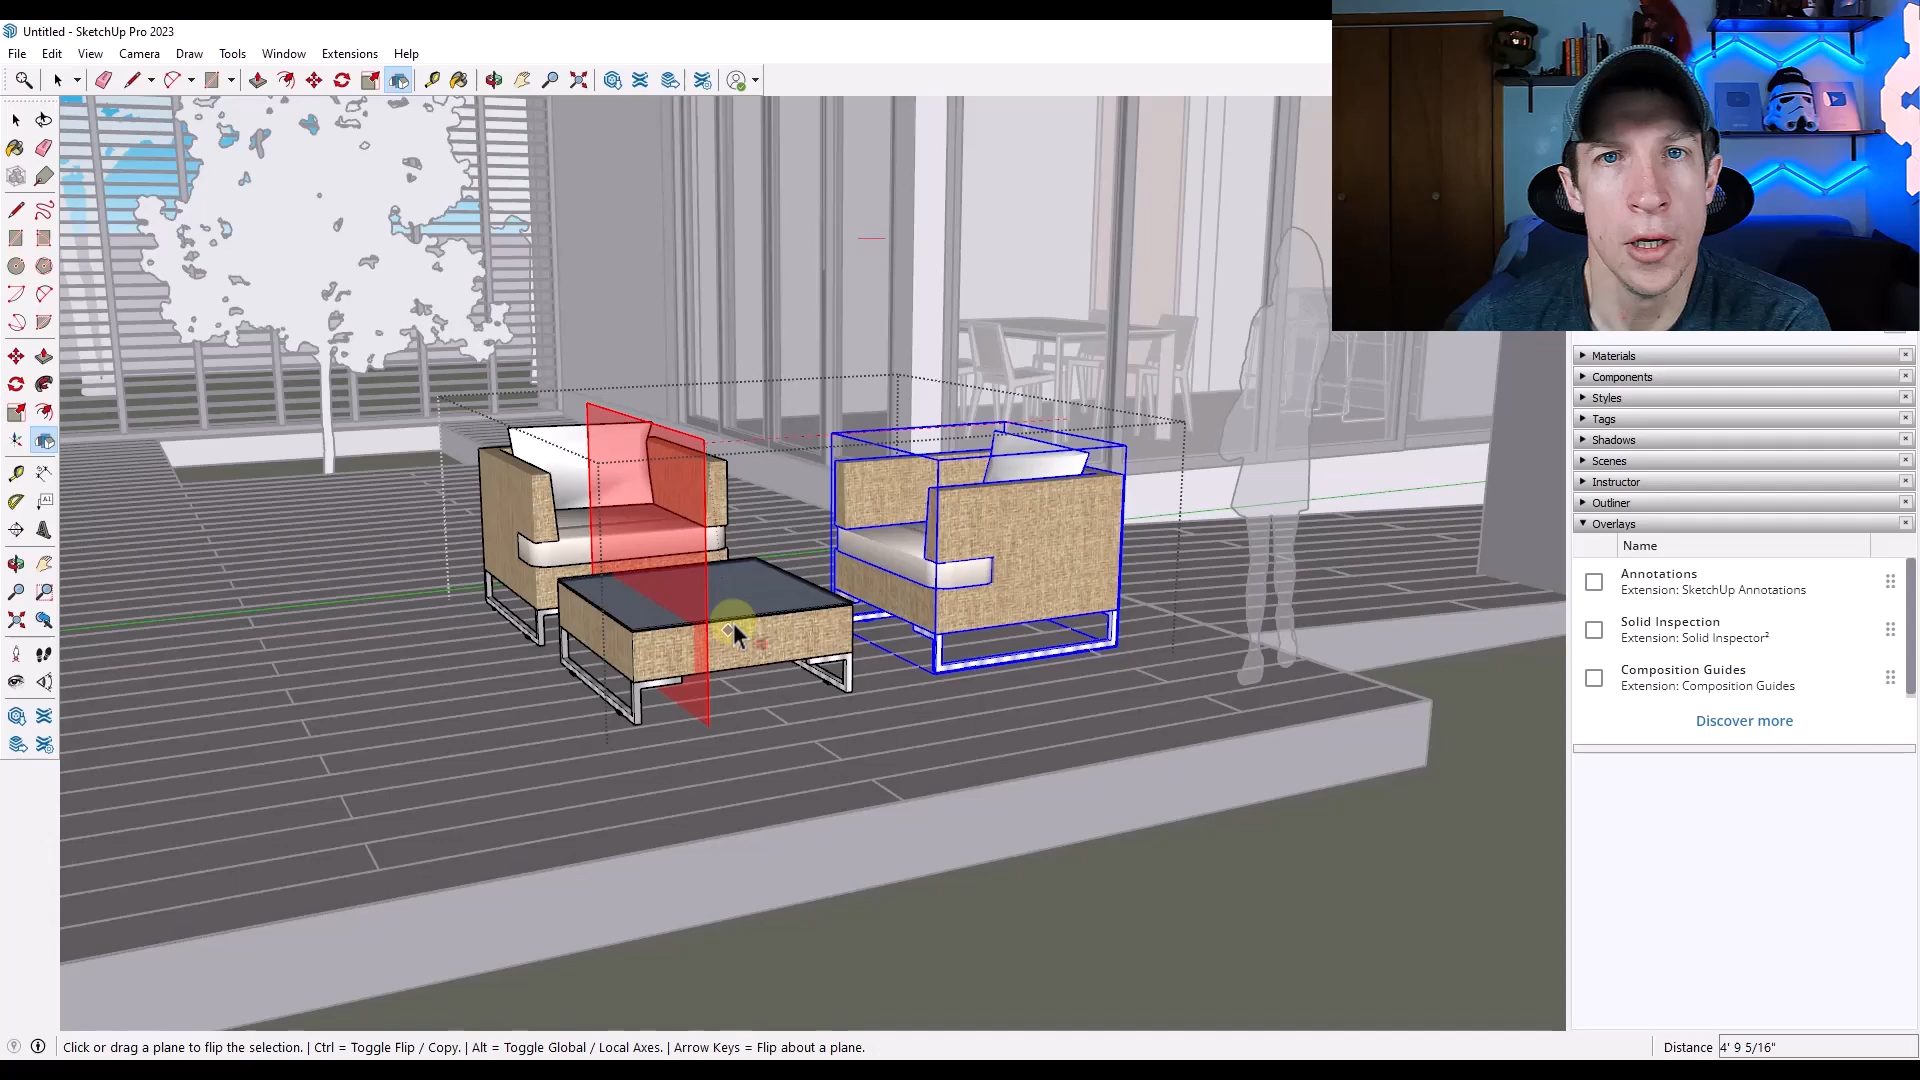 Untitled - SketchUp Pro 2023
File Edit View Camera Draw Tools Window Extensions Help
Materials
Components
Styles
Tags
Shadows
Scenes
Instructor
Outliner
Overlays
Name
Annotations
Extension: SketchUp Annotations
Solid Inspection
Extension: Solid Inspector²
Composition Guides
Extension: Composition Guides
Discover more
Click or drag a plane to flip the selection. | Ctrl = Toggle Flip / Copy. | Alt = Toggle Global / Local Axes. | Arrow Keys = Flip about a plane.
Distance 4' 9 5/16"